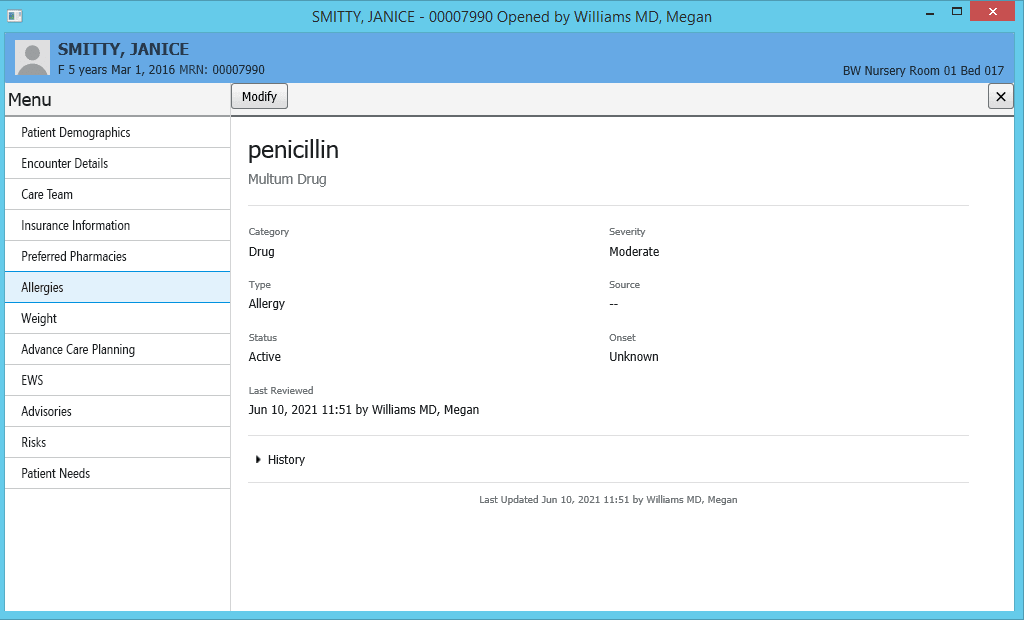 SMITTY, JANICE - 00007990 Opened by Williams MD, Megan
SMITTY, JANICE
F 5 years Mar 1, 2016 MRN: 00007990
BW Nursery Room 01 Bed 017
Menu
Modify
Patient Demographics
Encounter Details
Care Team
Insurance Information
Preferred Pharmacies
Allergies
Weight
Advance Care Planning
EWS
Advisories
Risks
Patient Needs
penicillin
Multum Drug
Category
Drug
Severity
Moderate
Type
Allergy
Source
--
Status
Active
Onset
Unknown
Last Reviewed
Jun 10, 2021 11:51 by Williams MD, Megan
History
Last Updated Jun 10, 2021 11:51 by Williams MD, Megan